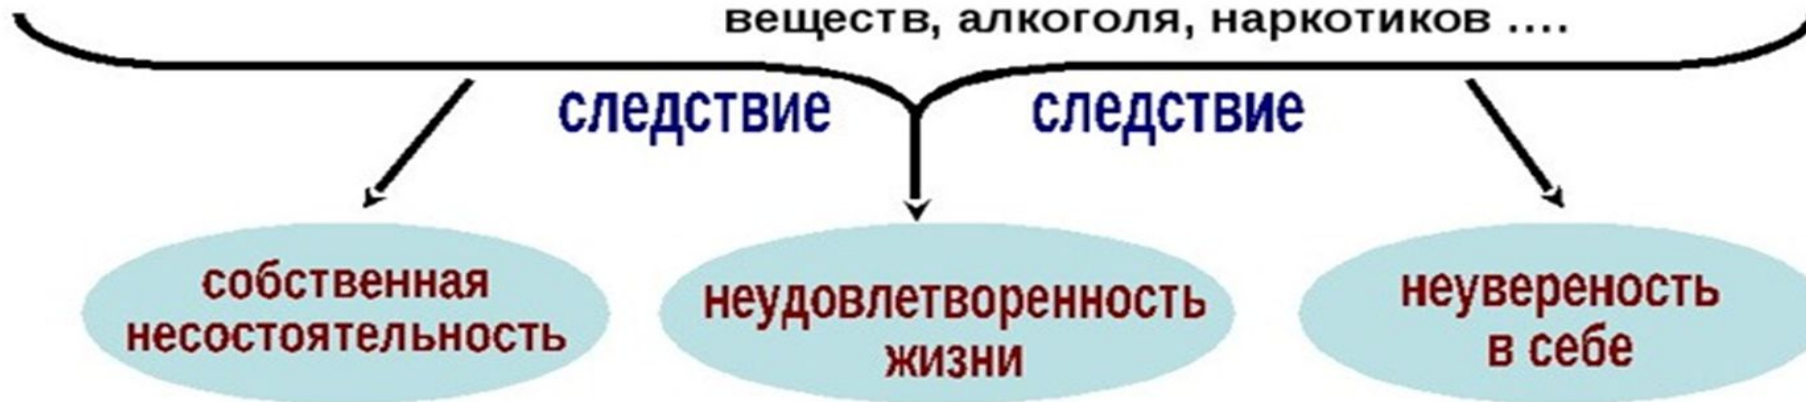 веществ, алкоголя, наркотиков ....
следствие следствие
собственная
несостоятельность
неудовлетворенность
жизни
неувереность
в себе